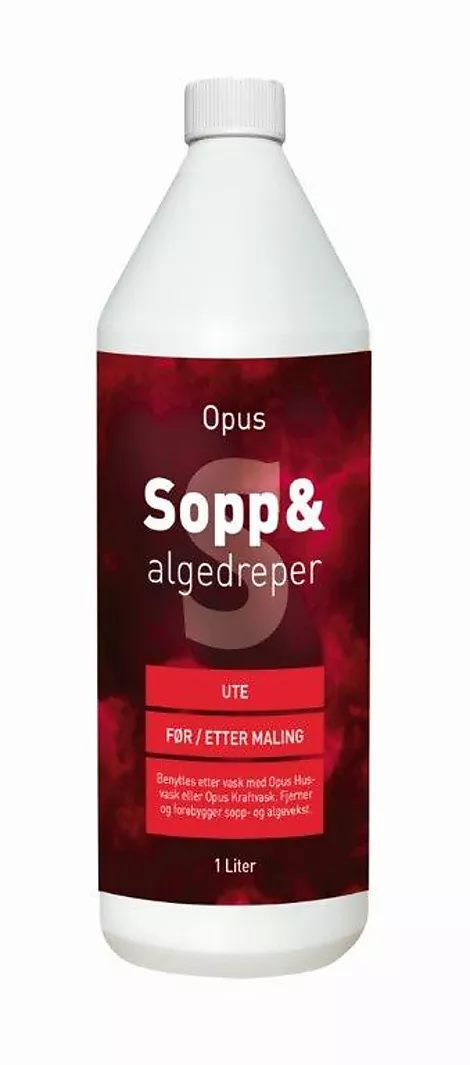 Opus
S
Sopp&
algedreper
UTE
FØR / ETTER MALING
Benyttes etter vask med Opus Hus-
vask eller Opus Kraftvask. Fjerner
og forebygger sopp- og algevekst.
1 Liter